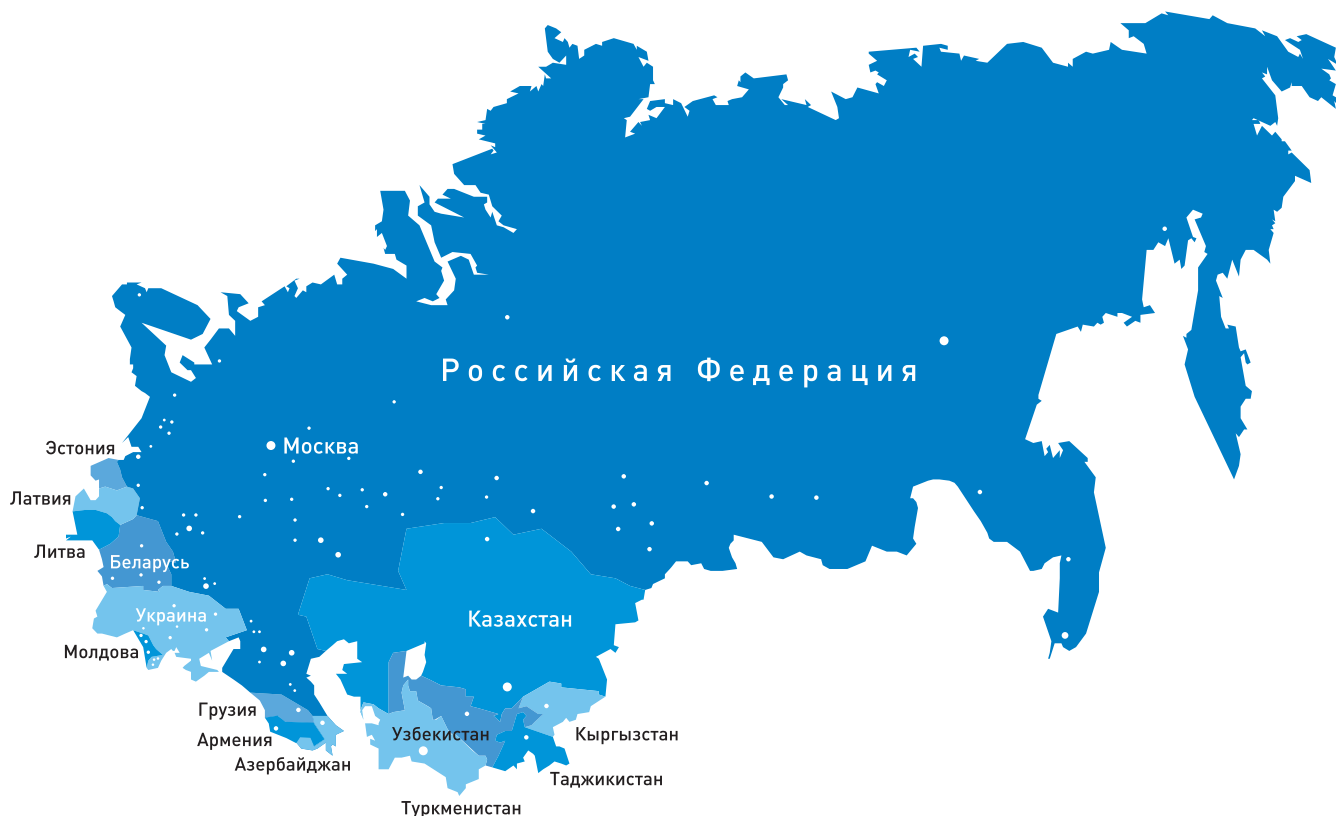 Российская Федерация
Москва
Эстония
Латвия
Литва
Беларусь
Украина
Казахстан
Молдова
Грузия
Армения
Азербайджан
Узбекистан
Кыргызстан
Таджикистан
Туркменистан